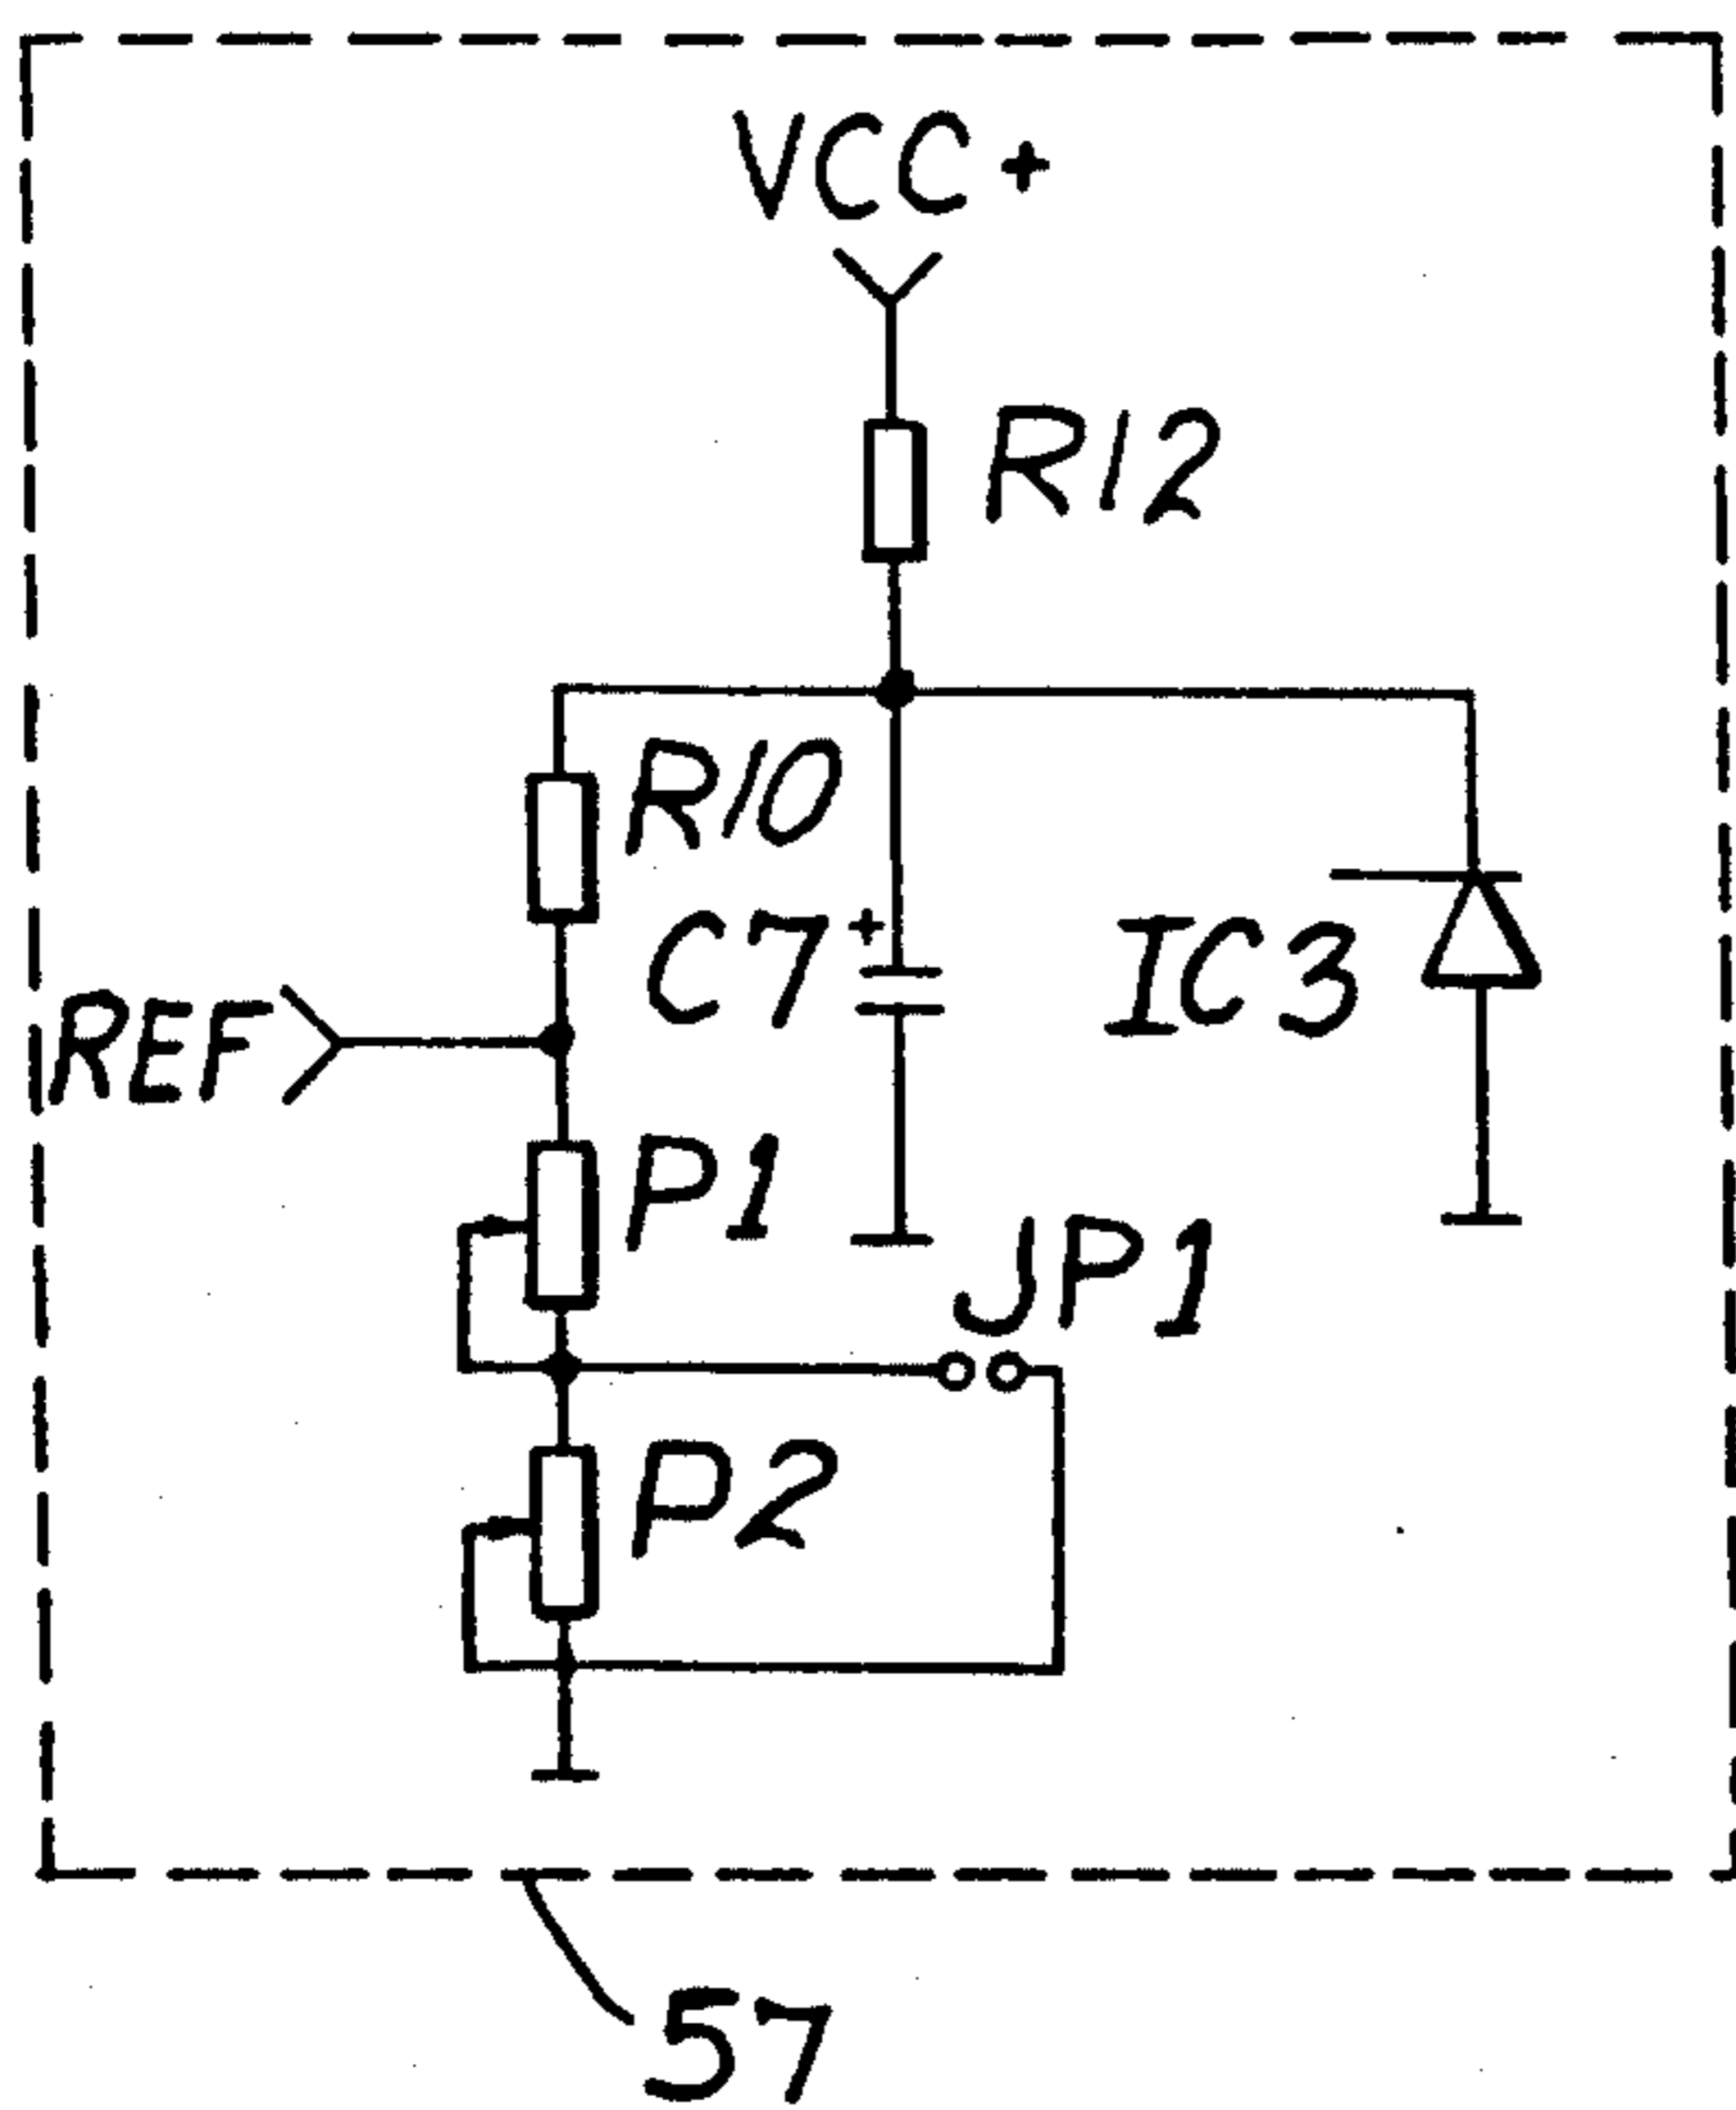 VCC+
R12
R10
C7+
IC3
REF
P1
JP1
P2
57